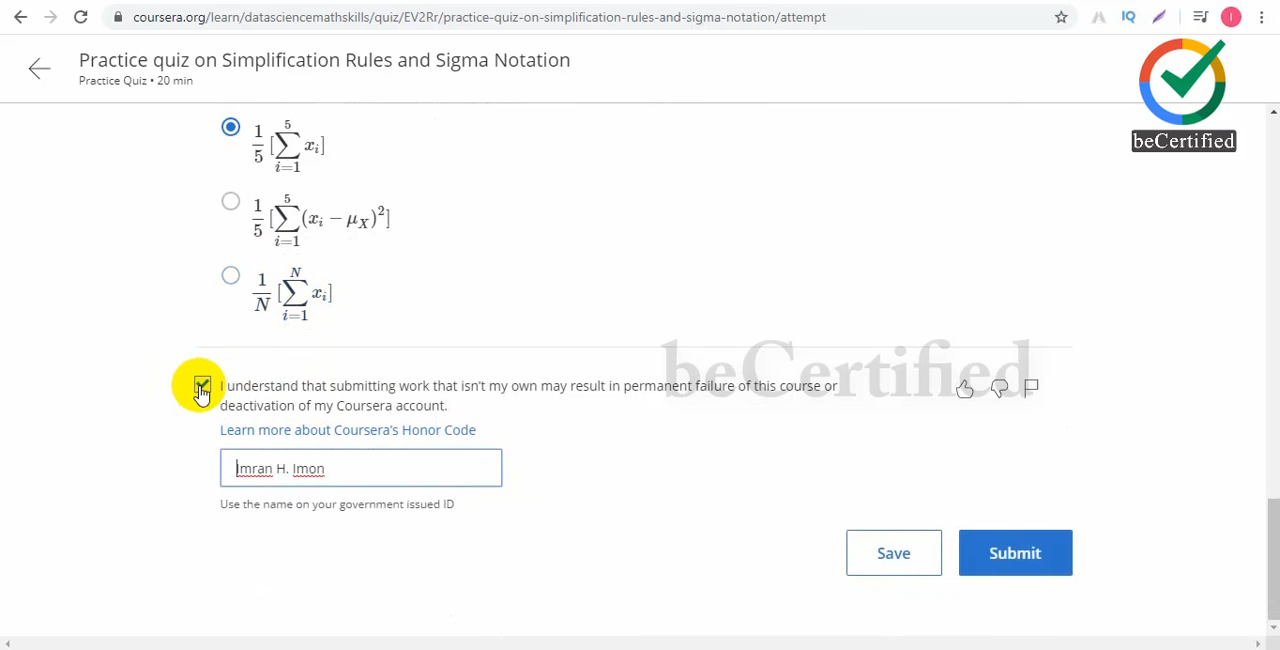 coursera.org/learn/datasciencemathskills/quiz/EV2Rr/practice-quiz-on-simplification-rules-and-sigma-notation/attempt
IQ
I
Practice quiz on Simplification Rules and Sigma Notation
Practice Quiz • 20 min
beCertified
1/5 [∑_{i=1}^{5} x_i]
1/5 [∑_{i=1}^{5} (x_i − μ_X)^2]
1/N [∑_{i=1}^{N} x_i]
beCertified
I understand that submitting work that isn't my own may result in permanent failure of this course or
deactivation of my Coursera account.
Learn more about Coursera's Honor Code
Imran H. Imon
Use the name on your government issued ID
Save
Submit